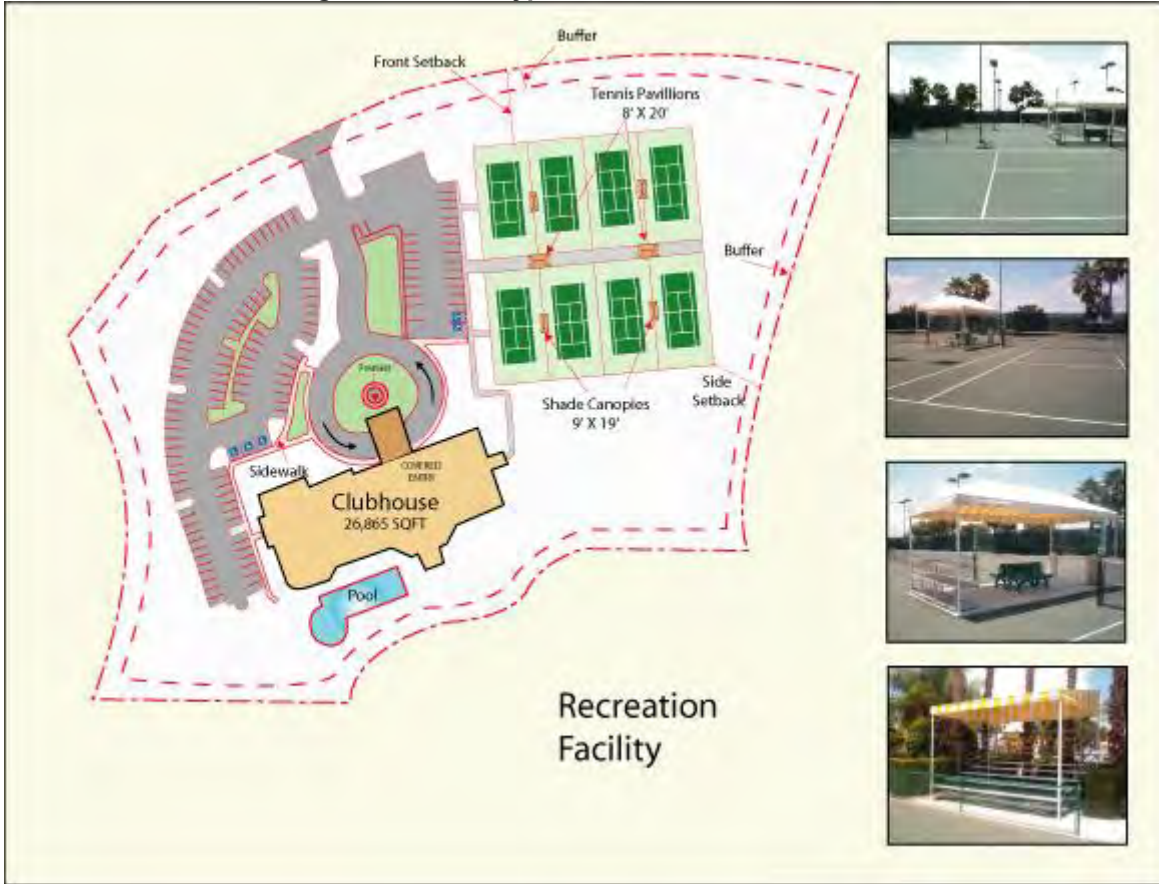 Buffer
Front Setback
Tennis Pavillions
8' X 20'
Buffer
Fountain
Side
Setback
Shade Canopies
9' X 19'
Sidewalk
COVERED
ENTRY
Clubhouse
26,865 SQFT
Pool
Recreation
Facility